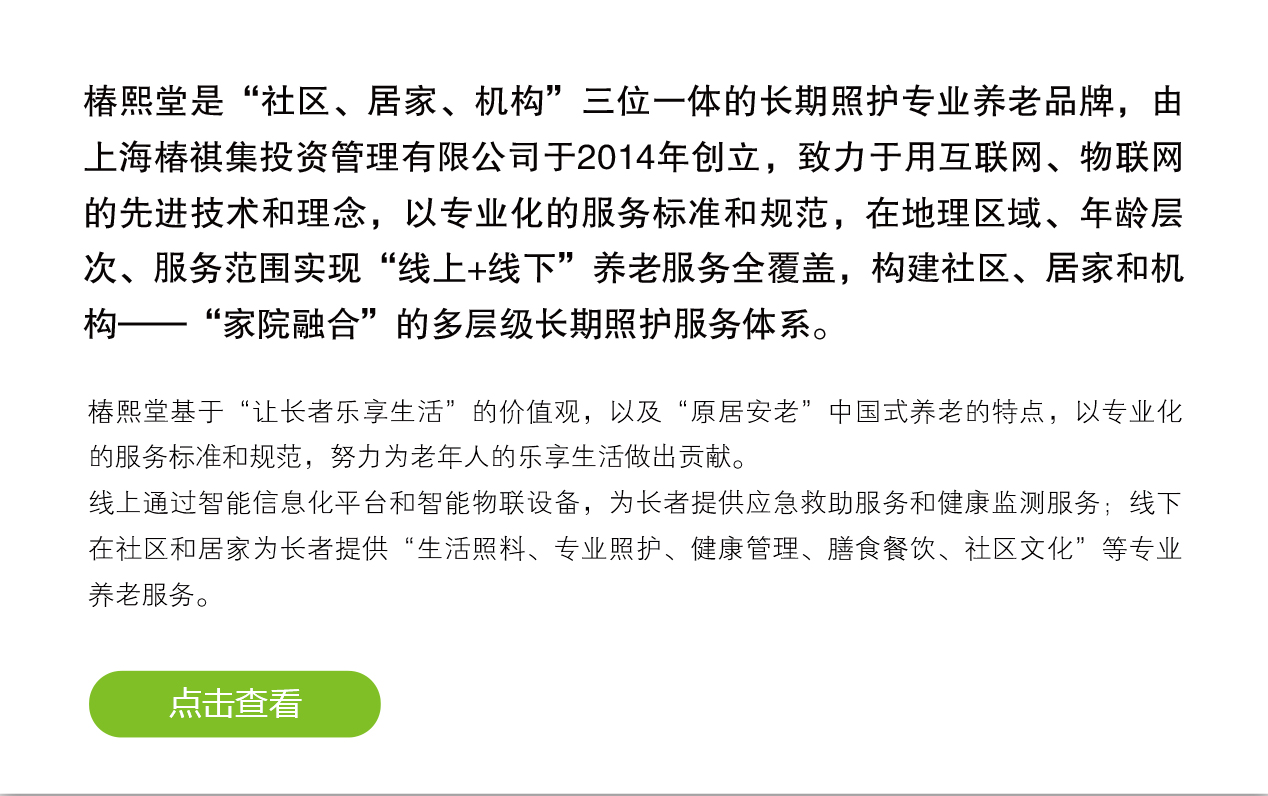 椿熙堂是“社区、居家、机构”三位一体的长期照护专业养老品牌，由
上海椿祺集投资管理有限公司于2014年创立，致力于用互联网、物联网
的先进技术和理念，以专业化的服务标准和规范，在地理区域、年龄层
次、服务范围实现“线上+线下”养老服务全覆盖，构建社区、居家和机
构——“家院融合”的多层级长期照护服务体系。
椿熙堂基于“让长者乐享生活”的价值观，以及“原居安老”中国式养老的特点，以专业化
的服务标准和规范，努力为老年人的乐享生活做出贡献。
线上通过智能信息化平台和智能物联设备，为长者提供应急救助服务和健康监测服务；线下
在社区和居家为长者提供“生活照料、专业照护、健康管理、膳食餐饮、社区文化”等专业
养老服务。
点击查看